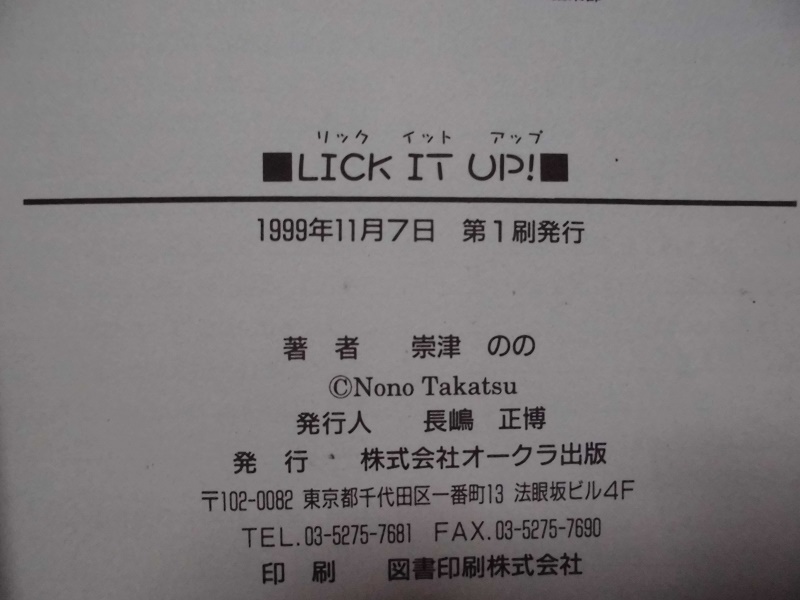 リック イット アップ
■LICK IT UP!■
1999年11月7日 第1刷発行
著 者 崇津 のの
©Nono Takatsu
発行人 長嶋 正博
発 行 株式会社オークラ出版
〒102-0082 東京都千代田区一番町13 法眼坂ビル4F
TEL.03-5275-7681 FAX.03-5275-7690
印 刷 図書印刷株式会社